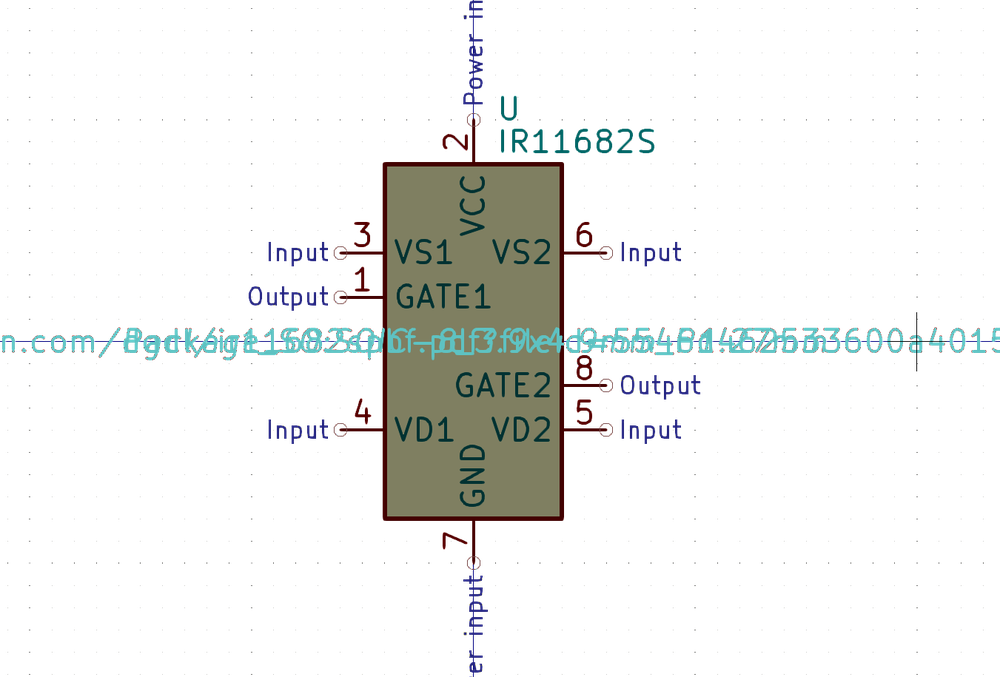 Power in
U
IR11682S
2
VCC
Input 3 VS1 VS2 6 Input
Output 1 GATE1
GATE2 8 Output
Input 4 VD1 VD2 5 Input
GND
7
er input